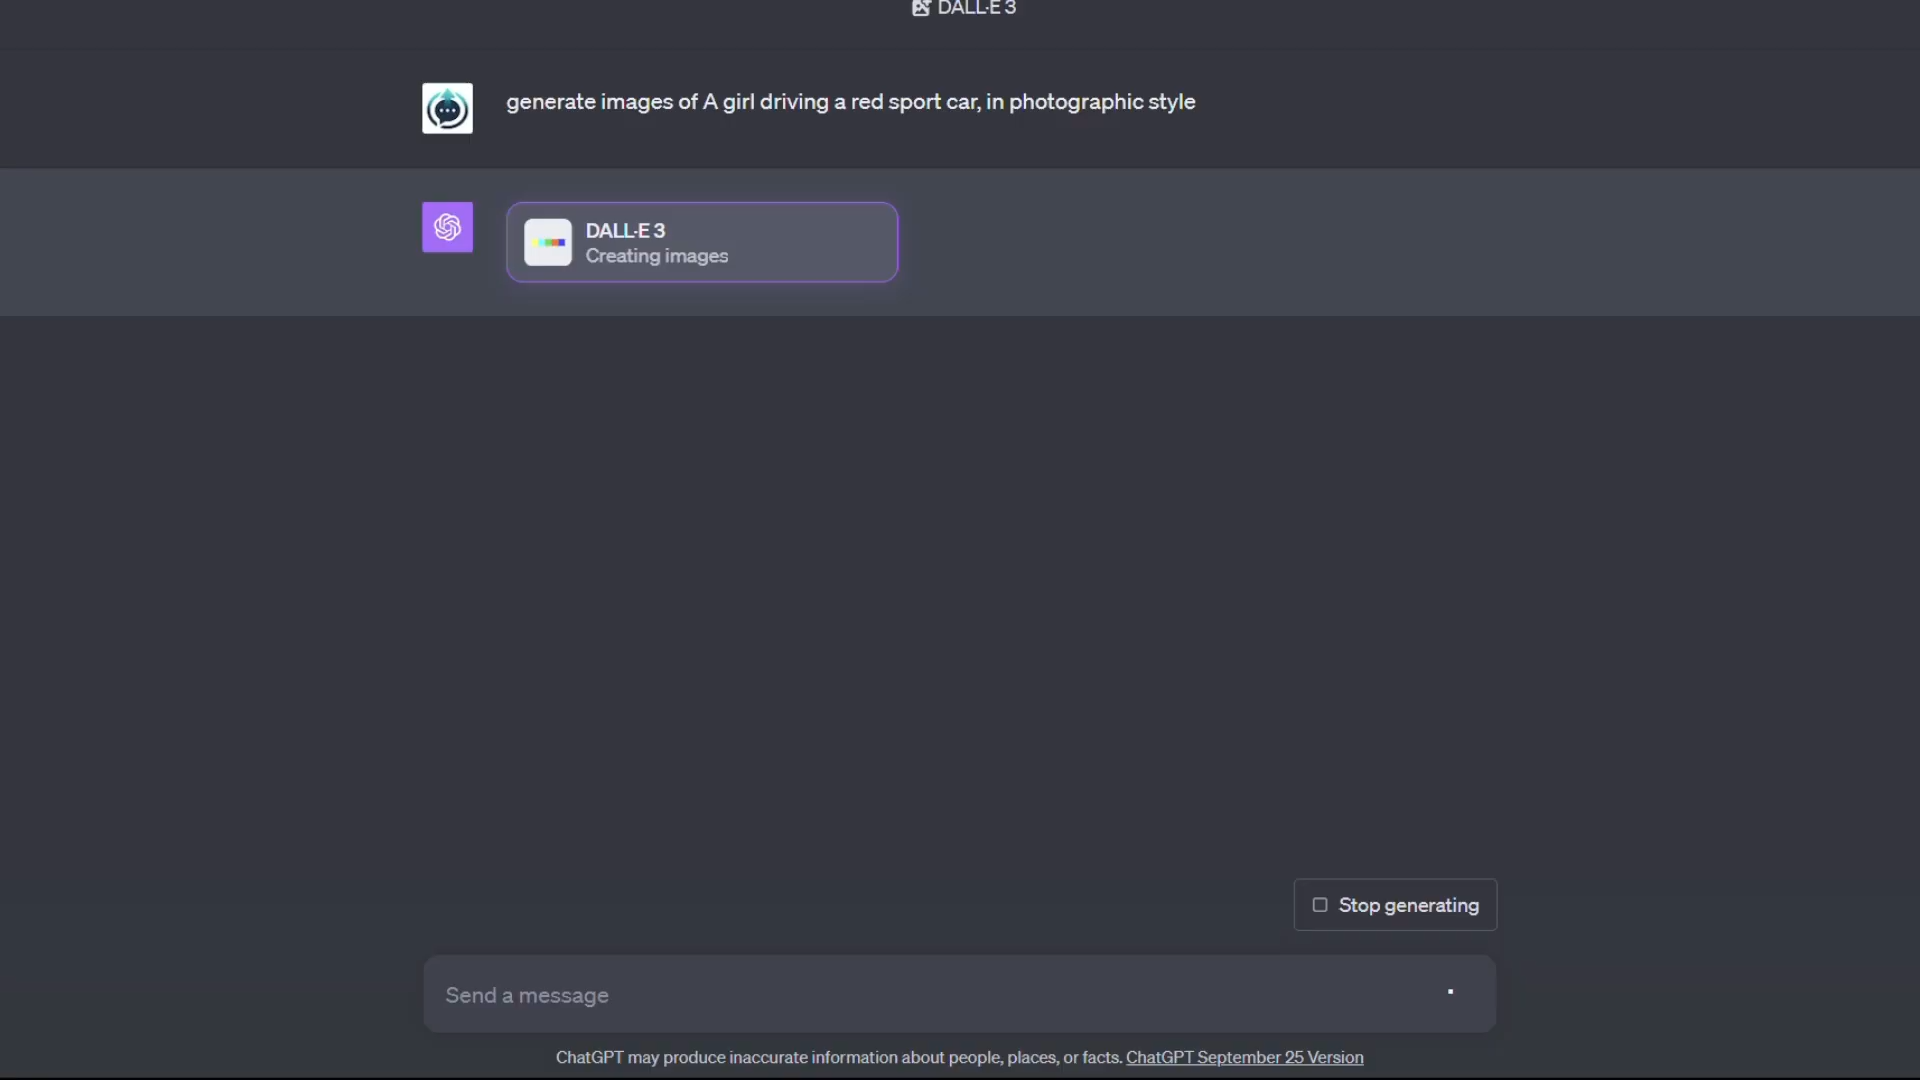 DALL·E 3
generate images of A girl driving a red sport car, in photographic style
DALL·E 3
Creating images
Stop generating
Send a message
ChatGPT may produce inaccurate information about people, places, or facts. ChatGPT September 25 Version